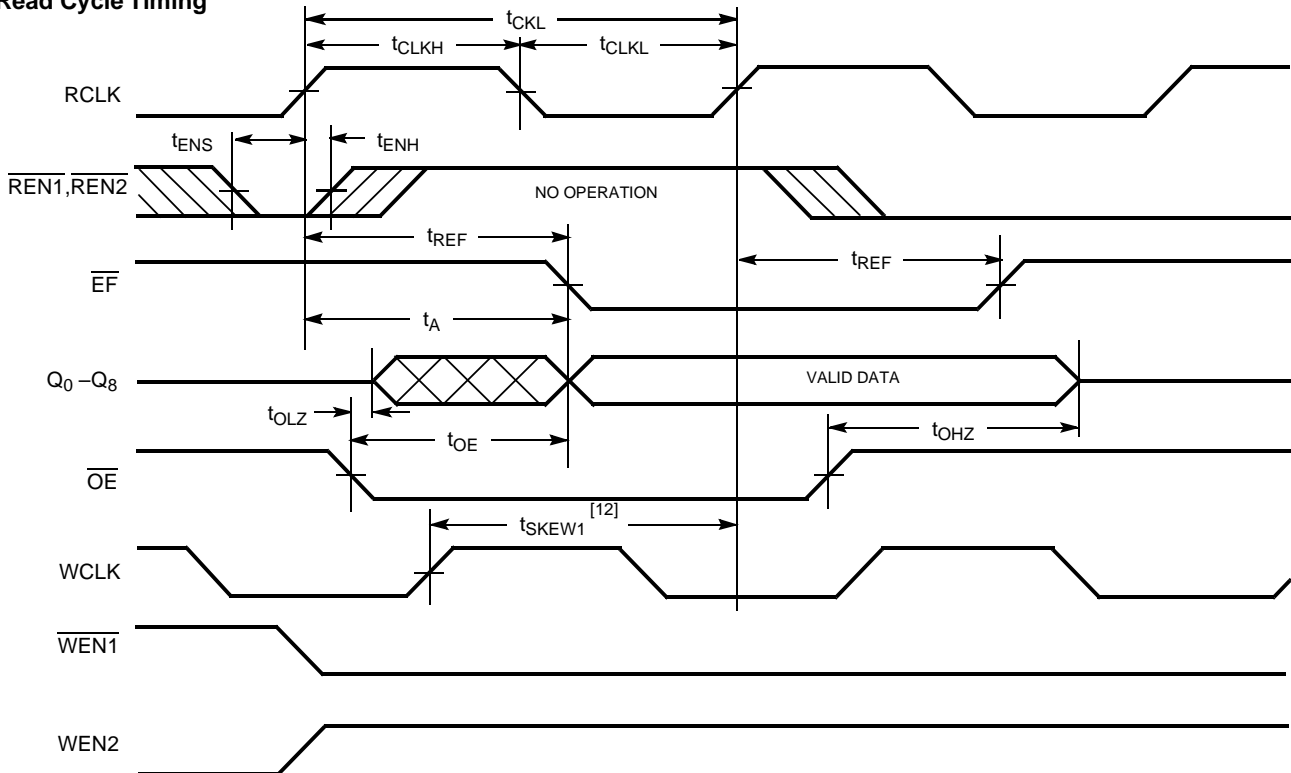 Read Cycle Timing
tCKL
tCLKH tCLKL
RCLK
tENS tENH
REN1,REN2
NO OPERATION
tREF
tREF
EF
tA
Q0 –Q8
VALID DATA
tOLZ
tOE
tOHZ
OE
tSKEW1[12]
WCLK
WEN1
WEN2